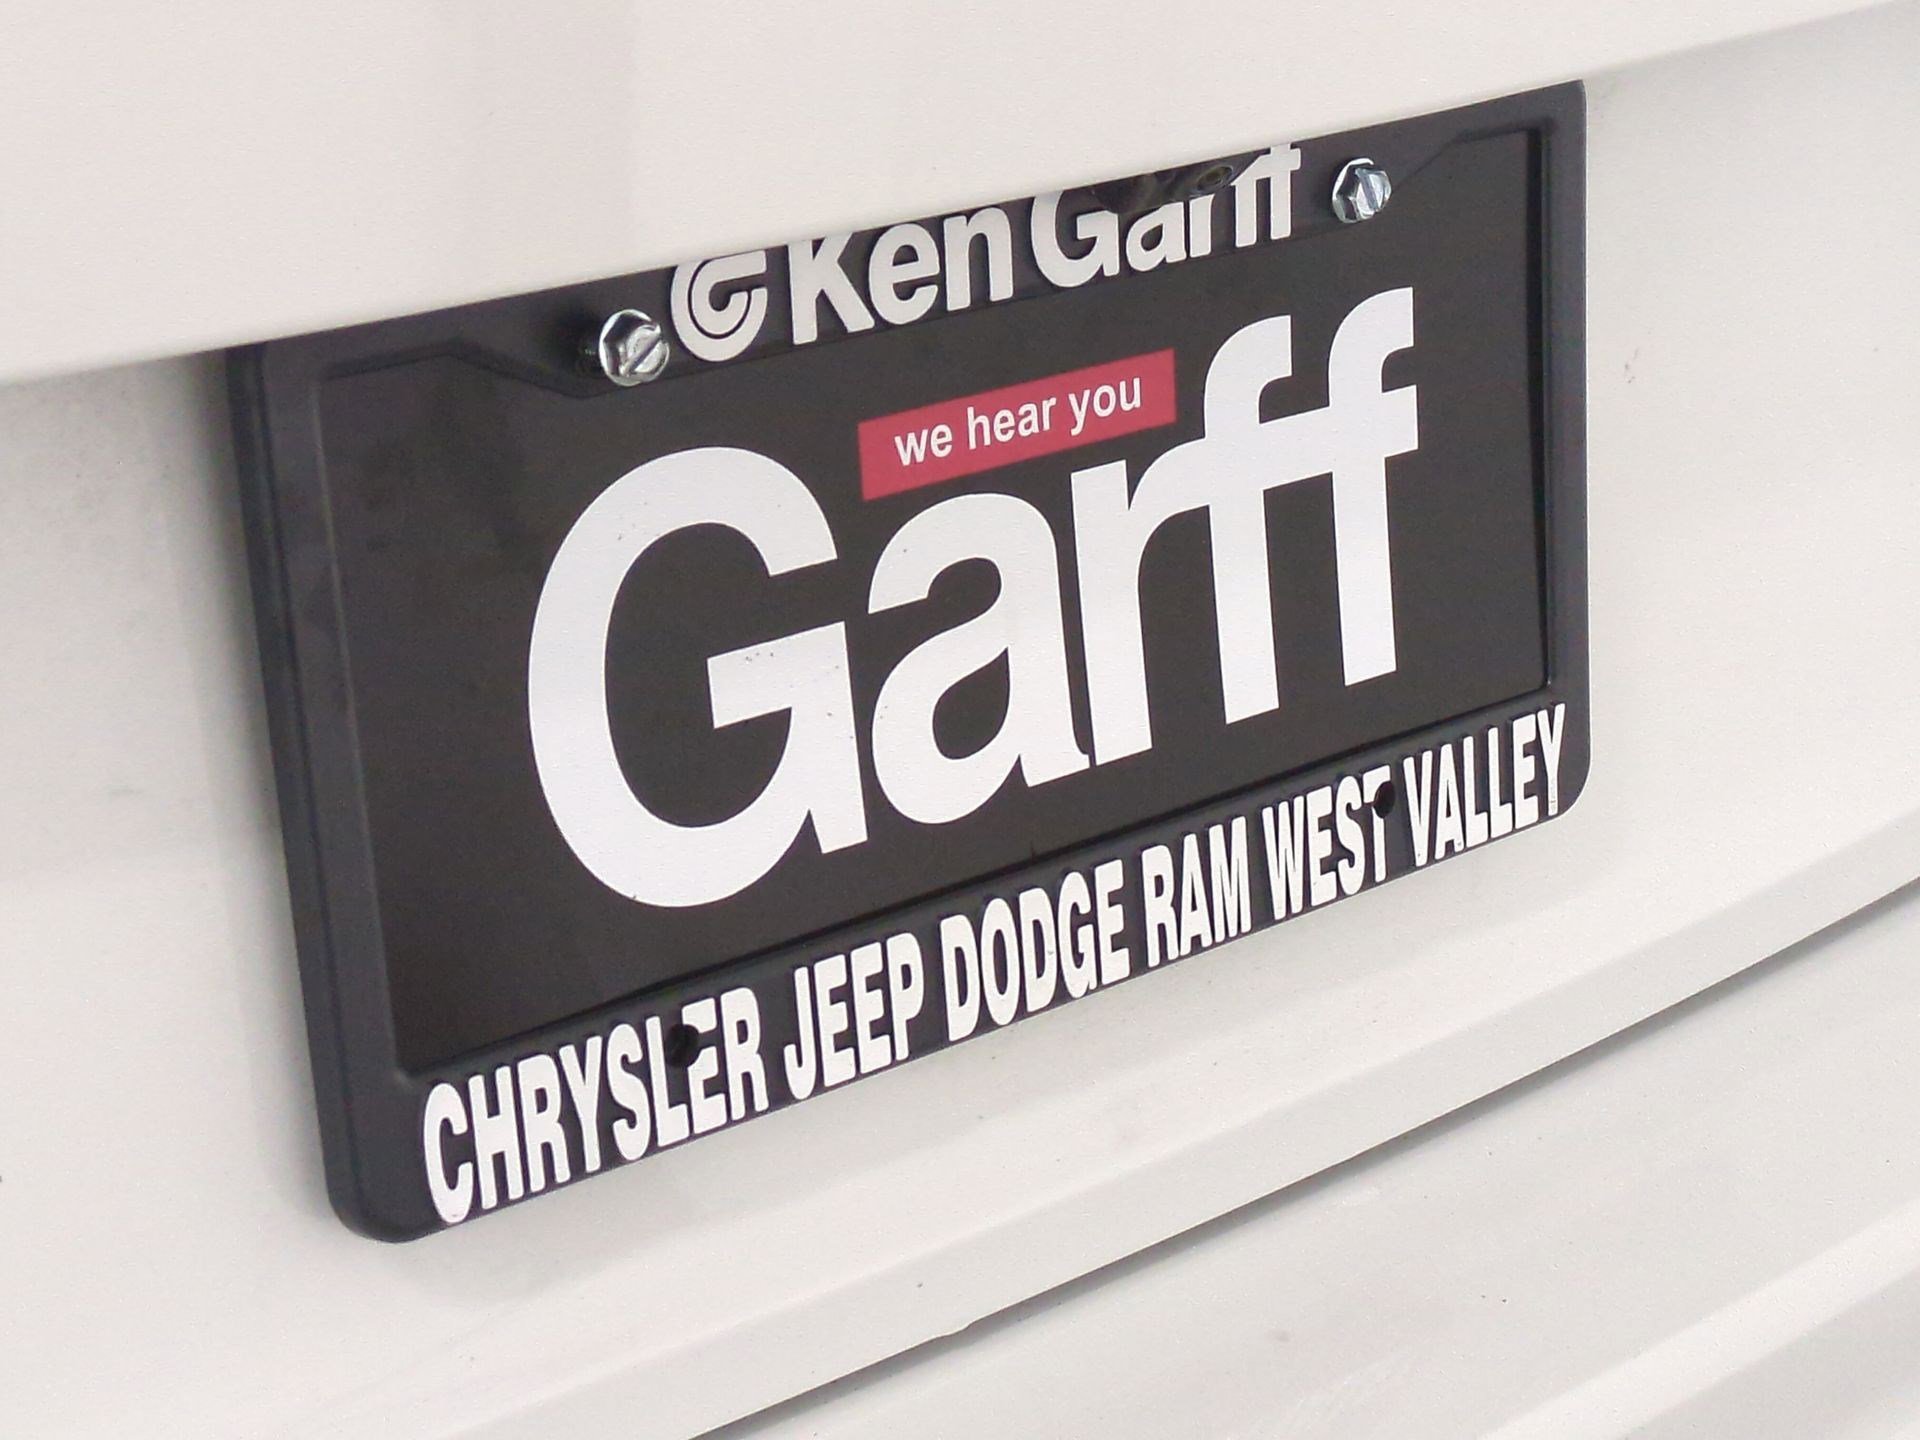 Ken Garff
we hear you
Garff
CHRYSLER JEEP DODGE RAM WEST VALLEY